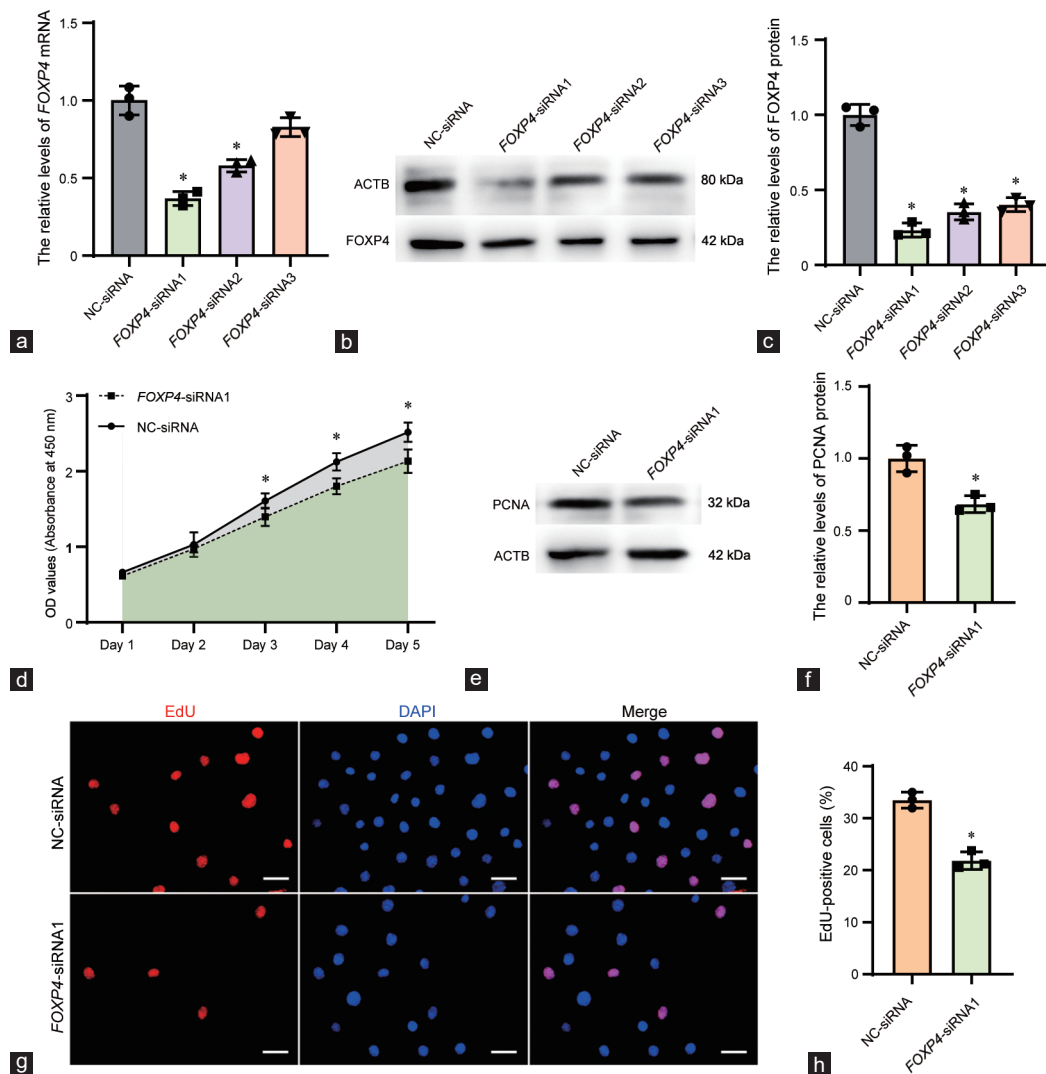 The relative levels of FOXP4 mRNA
1.5
1.0
0.5
0
*
*
NC-siRNA
FOXP4-siRNA1
FOXP4-siRNA2
FOXP4-siRNA3
a
NC-siRNA
FOXP4-siRNA1
FOXP4-siRNA2
FOXP4-siRNA3
ACTB
80 kDa
FOXP4
42 kDa
b
The relative levels of FOXP4 protein
1.5
1.0
0.5
0
*
*
*
NC-siRNA
FOXP4-siRNA1
FOXP4-siRNA2
FOXP4-siRNA3
c
OD values (Absorbance at 450 nm)
3
2
1
0
FOXP4-siRNA1
NC-siRNA
*
*
*
Day 1
Day 2
Day 3
Day 4
Day 5
d
NC-siRNA
FOXP4-siRNA1
PCNA
32 kDa
ACTB
42 kDa
e
The relative levels of PCNA protein
1.5
1.0
0.5
0
*
NC-siRNA
FOXP4-siRNA1
f
EdU
DAPI
Merge
NC-siRNA
FOXP4-siRNA1
g
EdU-positive cells (%)
40
30
20
10
0
*
NC-siRNA
FOXP4-siRNA1
h